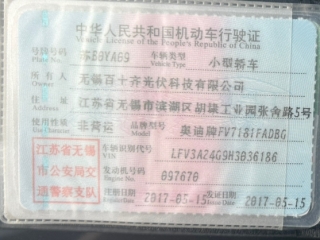 中华人民共和国机动车行驶证
Vehicle License of the People's Republic of China
号牌号码 车辆类型 小型轿车
Plate No. Vehicle Type
所有人 无锡百十齐光伏科技有限公司
Owner
住址 江苏省无锡市滨湖区胡埭工业园张舍路5号
Address
使用性质 非营运 品牌型号 奥迪牌FV7181FADBG
Use Character Model
江苏省无锡 车辆识别代号 LFV3A24G9H3036186
VIN
市公安局交 发动机号码 097670
Engine No.
通警察支队 注册日期 2017-05-15 发证日期 2017-05-15
Register Date Issue Date